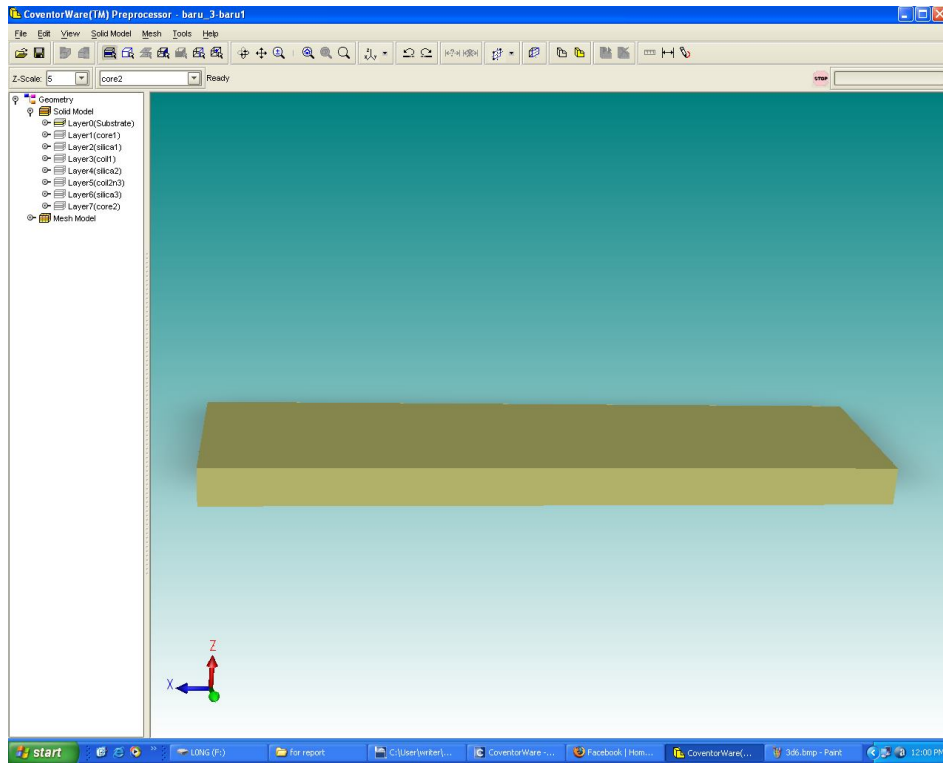 CoventorWare(TM) Preprocessor - baru_3-baru1
File Edit View Solid Model Mesh Tools Help
Z-Scale: 5 core2 Ready STOP
Geometry
Solid Model
Layer0(Substrate)
Layer1(core1)
Layer2(silica1)
Layer3(coil1)
Layer4(silica2)
Layer5(coil2n3)
Layer6(silica3)
Layer7(core2)
Mesh Model
Z
X
start LONG (F:) for report C:\User\writer\... CoventorWare -... Facebook | Hom... CoventorWare(... 3d6.bmp - Paint 12:00 PM